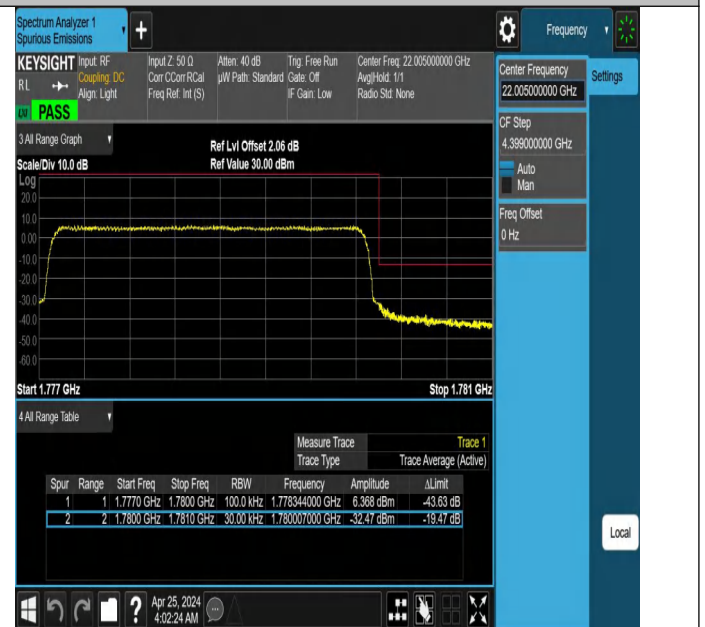 Spectrum Analyzer 1
Spurious Emissions
+
Frequency
KEYSIGHT Input: RF Input Z: 50 Ω Atten: 40 dB Trig: Free Run Center Freq: 22.005000000 GHz
RL Coupling: DC Corr CCorr RCal µW Path: Standard Gate: Off Avg|Hold: 1/1
Align: Light Freq Ref: Int (S) IF Gain: Low Radio Std: None
PASS
Center Frequency
22.005000000 GHz
Settings
CF Step
4.399000000 GHz
Auto
Man
Freq Offset
0 Hz
3 All Range Graph
Ref Lvl Offset 2.06 dB
Scale/Div 10.0 dB Ref Value 30.00 dBm
Log
20.0
10.0
0.00
-10.0
-20.0
-30.0
-40.0
-50.0
-60.0
Start 1.777 GHz Stop 1.781 GHz
4 All Range Table
Measure Trace Trace 1
Trace Type Trace Average (Active)
Spur Range Start Freq Stop Freq RBW Frequency Amplitude ΔLimit
1 1 1.7770 GHz 1.7800 GHz 100.0 kHz 1.778344000 GHz 6.368 dBm -43.63 dB
2 2 1.7800 GHz 1.7810 GHz 30.00 kHz 1.780007000 GHz -32.47 dBm -19.47 dB
Local
? Apr 25, 2024
4:02:24 AM